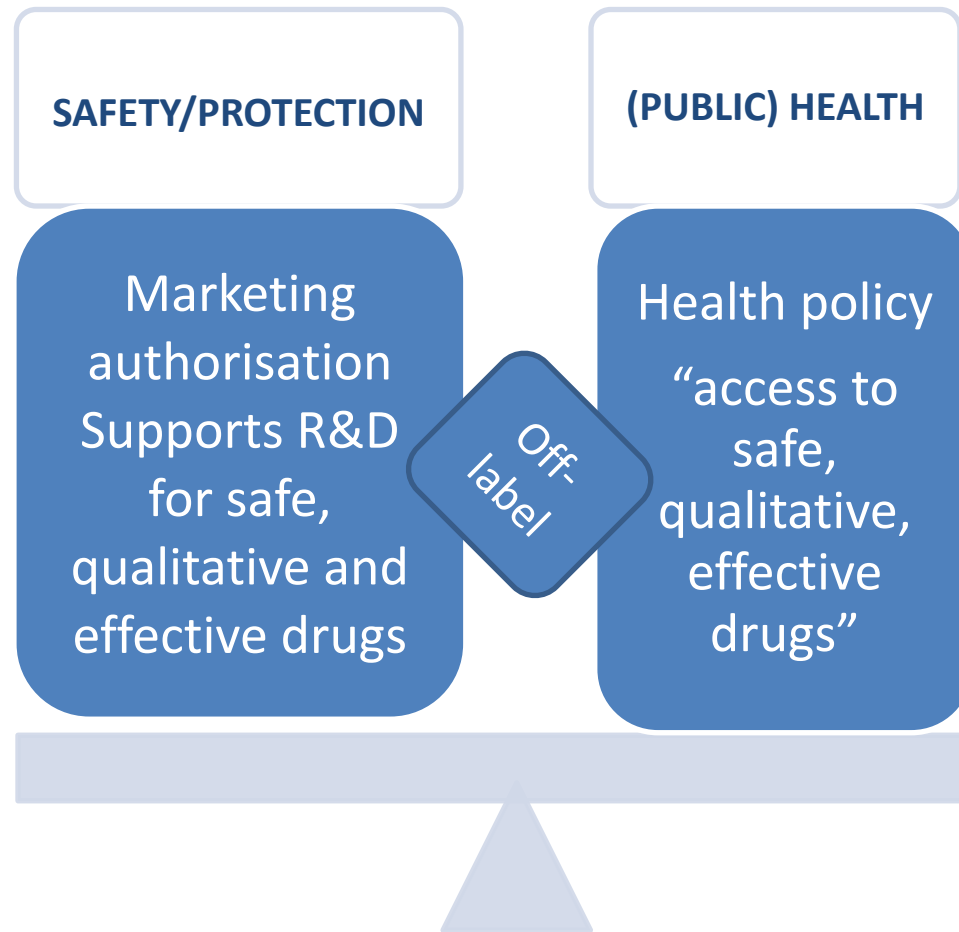 SAFETY/PROTECTION
Marketing
authorisation
Supports R&D
for safe,
qualitative and
effective drugs
Off-
label
(PUBLIC) HEALTH
Health policy
“access to
safe,
qualitative,
effective
drugs”